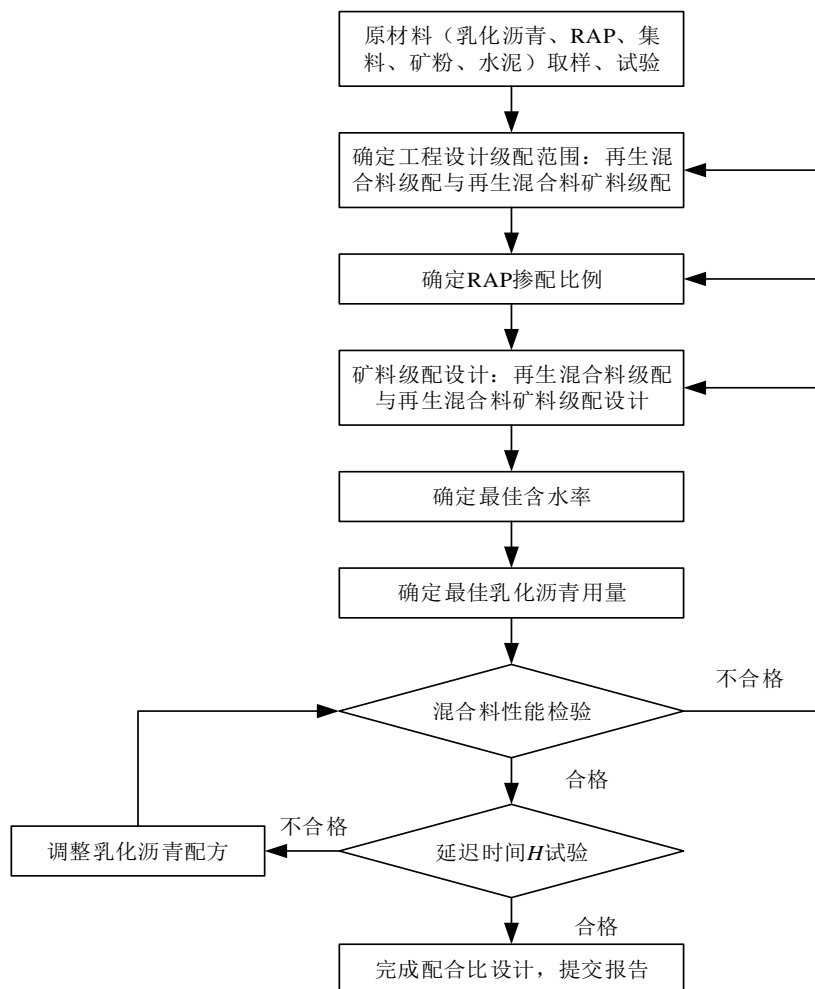 原材料（乳化沥青、RAP、集
料、矿粉、水泥）取样、试验
确定工程设计级配范围：再生混
合料级配与再生混合料矿料级配
确定RAP掺配比例
矿料级配设计：再生混合料级配
与再生混合料矿料级配设计
确定最佳含水率
确定最佳乳化沥青用量
混合料性能检验
不合格
合格
延迟时间H试验
不合格
调整乳化沥青配方
合格
完成配合比设计，提交报告